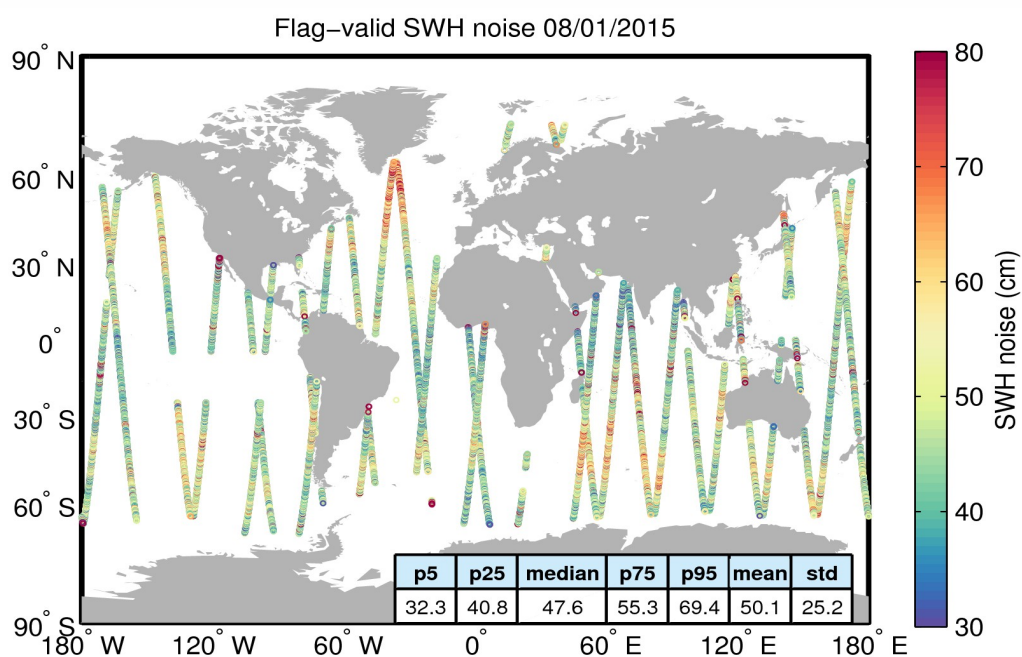 Flag−valid SWH noise 08/01/2015
90° N
60° N
30° N
0°
30° S
60° S
90° S
180° W
120° W
60° W
0°
60° E
120° E
180° E
80
70
60
50
40
30
SWH noise (cm)
p5 p25 median p75 p95 mean std
32.3 40.8 47.6 55.3 69.4 50.1 25.2